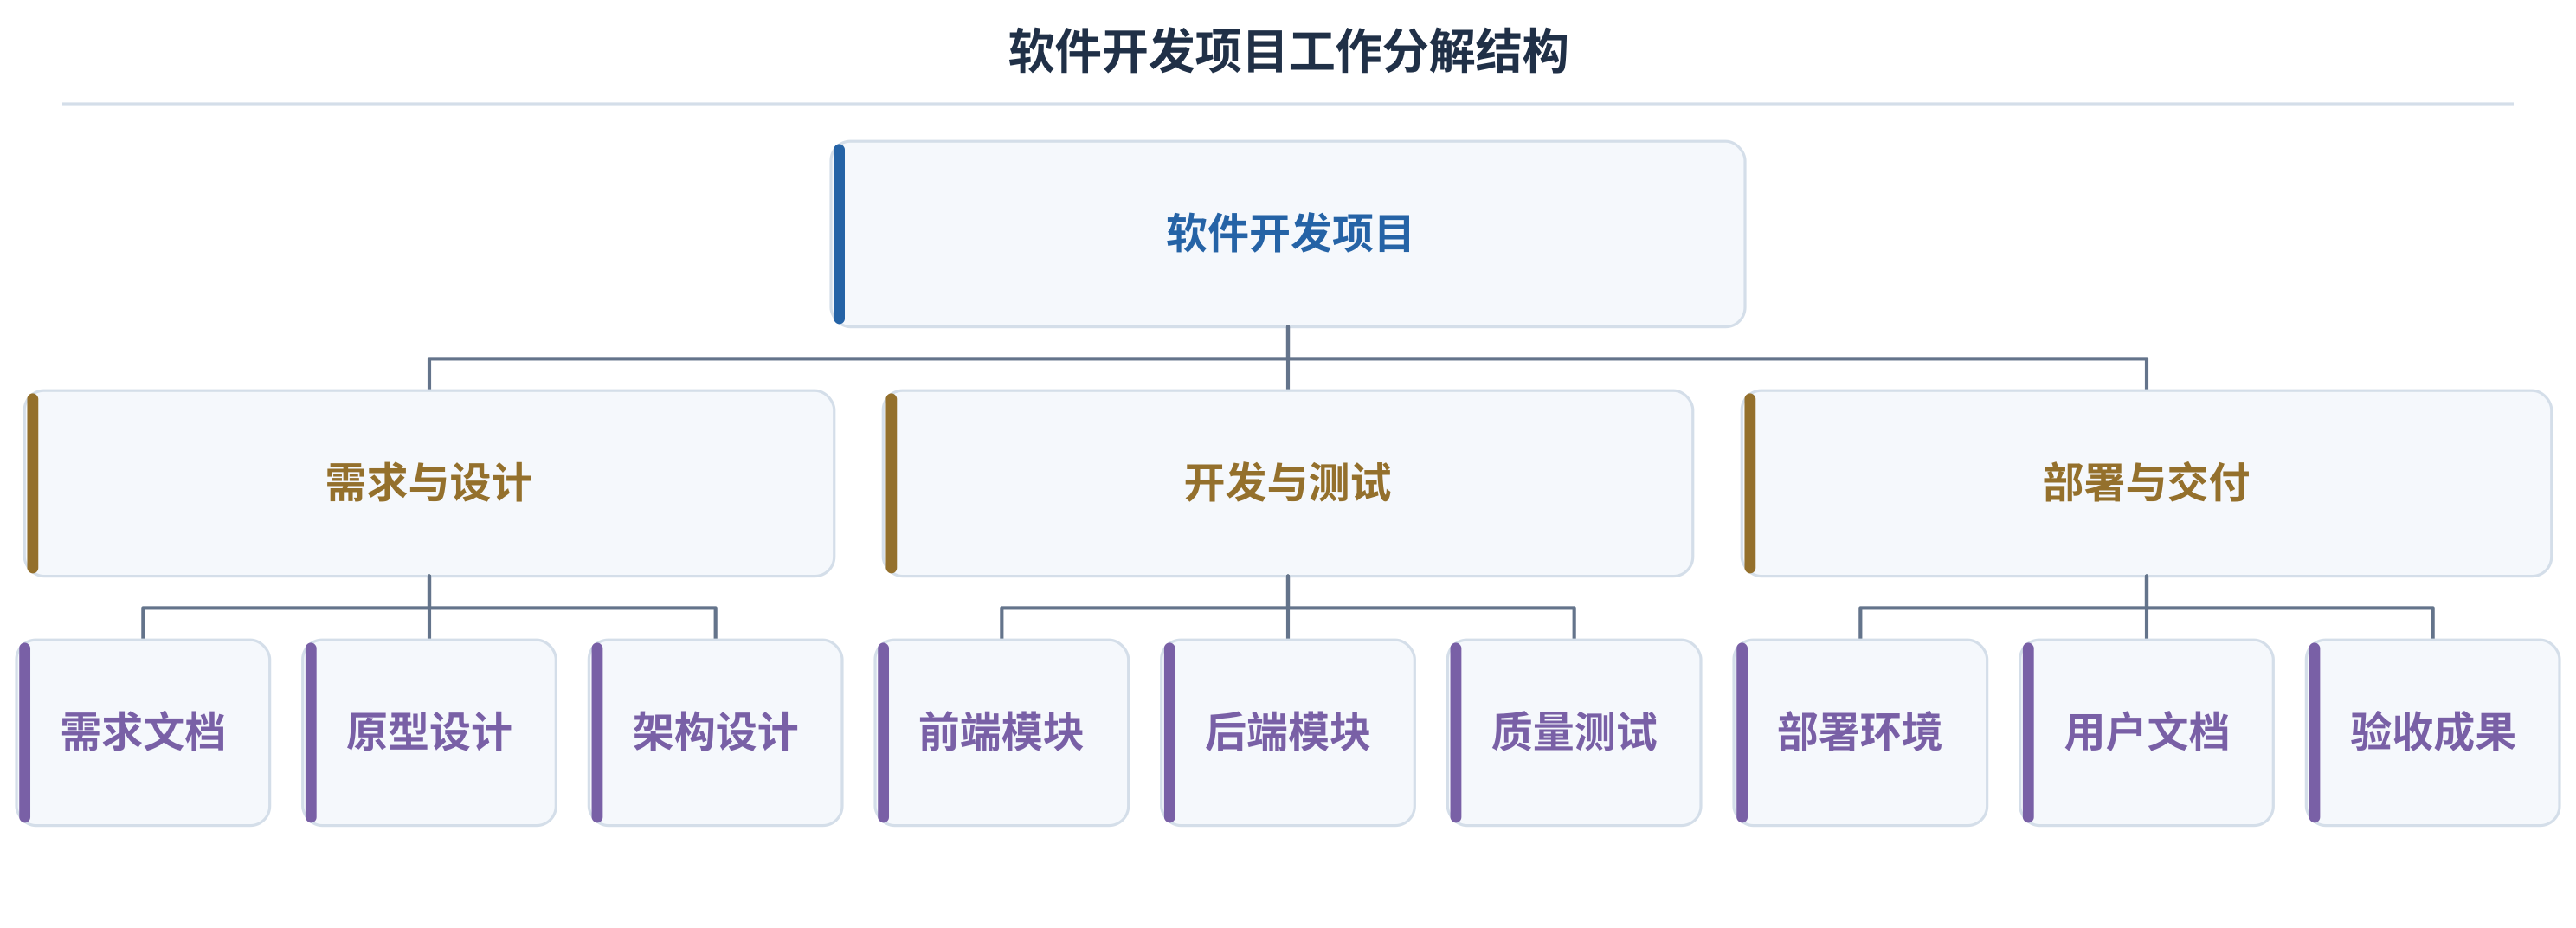 软件开发项目工作分解结构
软件开发项目
需求与设计
开发与测试
部署与交付
需求文档
原型设计
架构设计
前端模块
后端模块
质量测试
部署环境
用户文档
验收成果